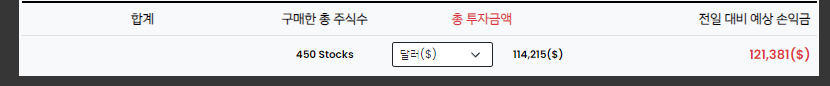 합계 구매한 총 주식수 총 투자금액 전일 대비 예상 손익금
450 Stocks 달러($) 114,215($) 121,381($)